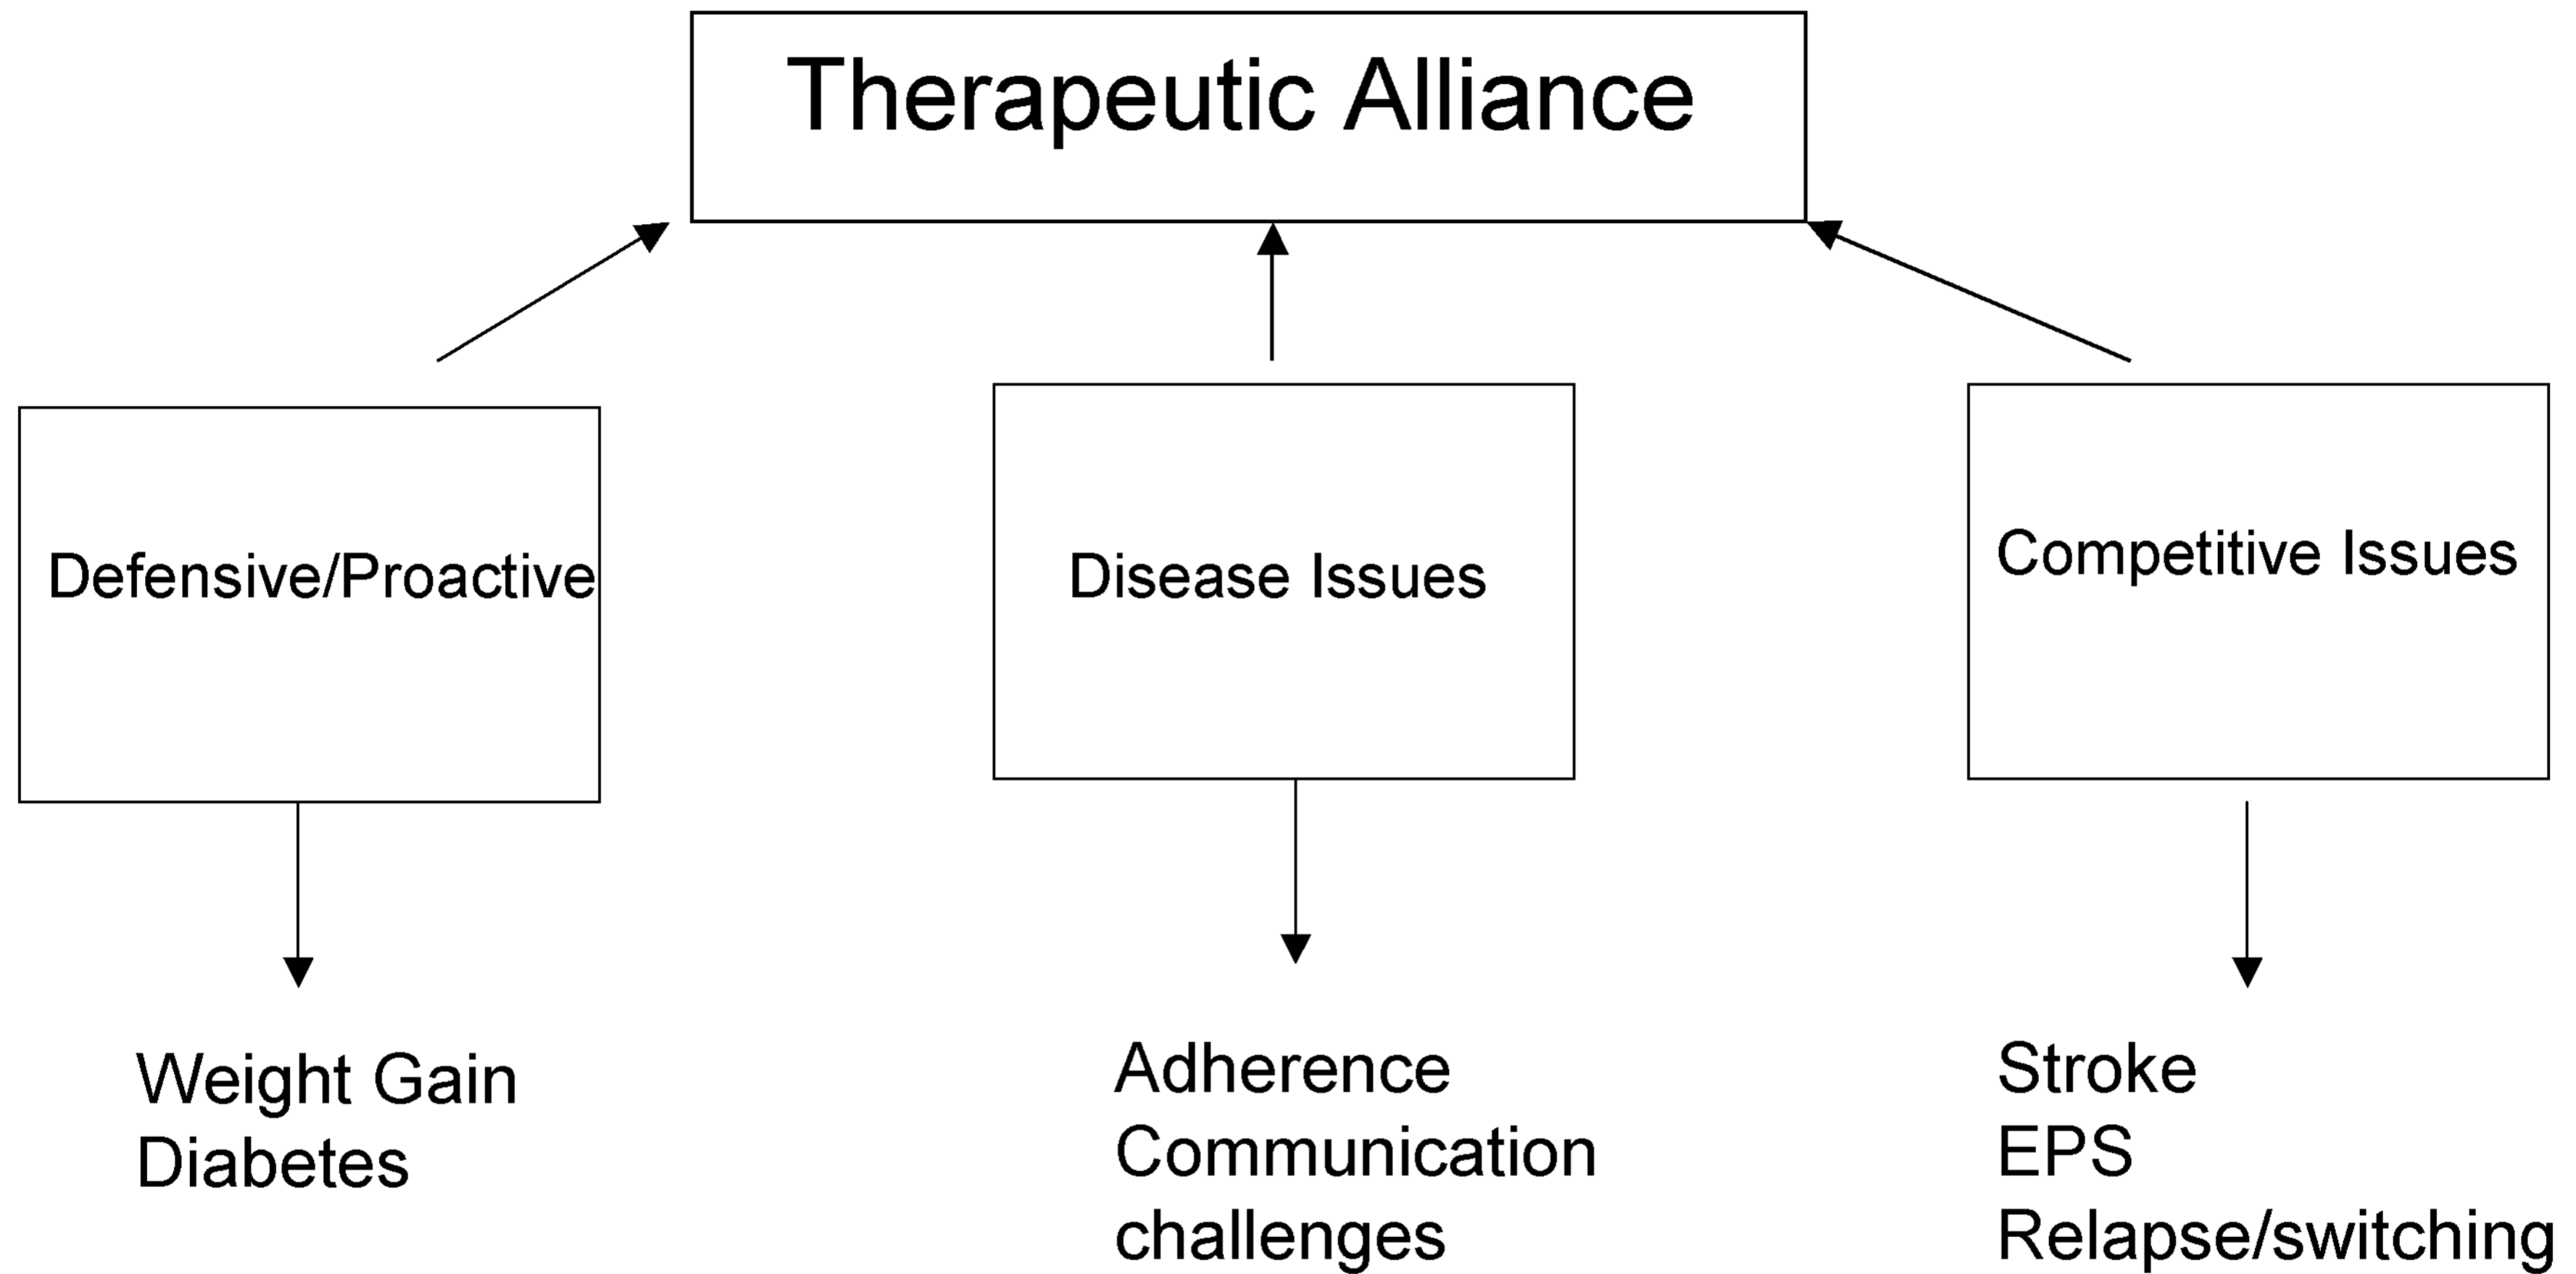 Therapeutic Alliance
Defensive/Proactive
Disease Issues
Competitive Issues
Weight Gain
Diabetes
Adherence
Communication
challenges
Stroke
EPS
Relapse/switching